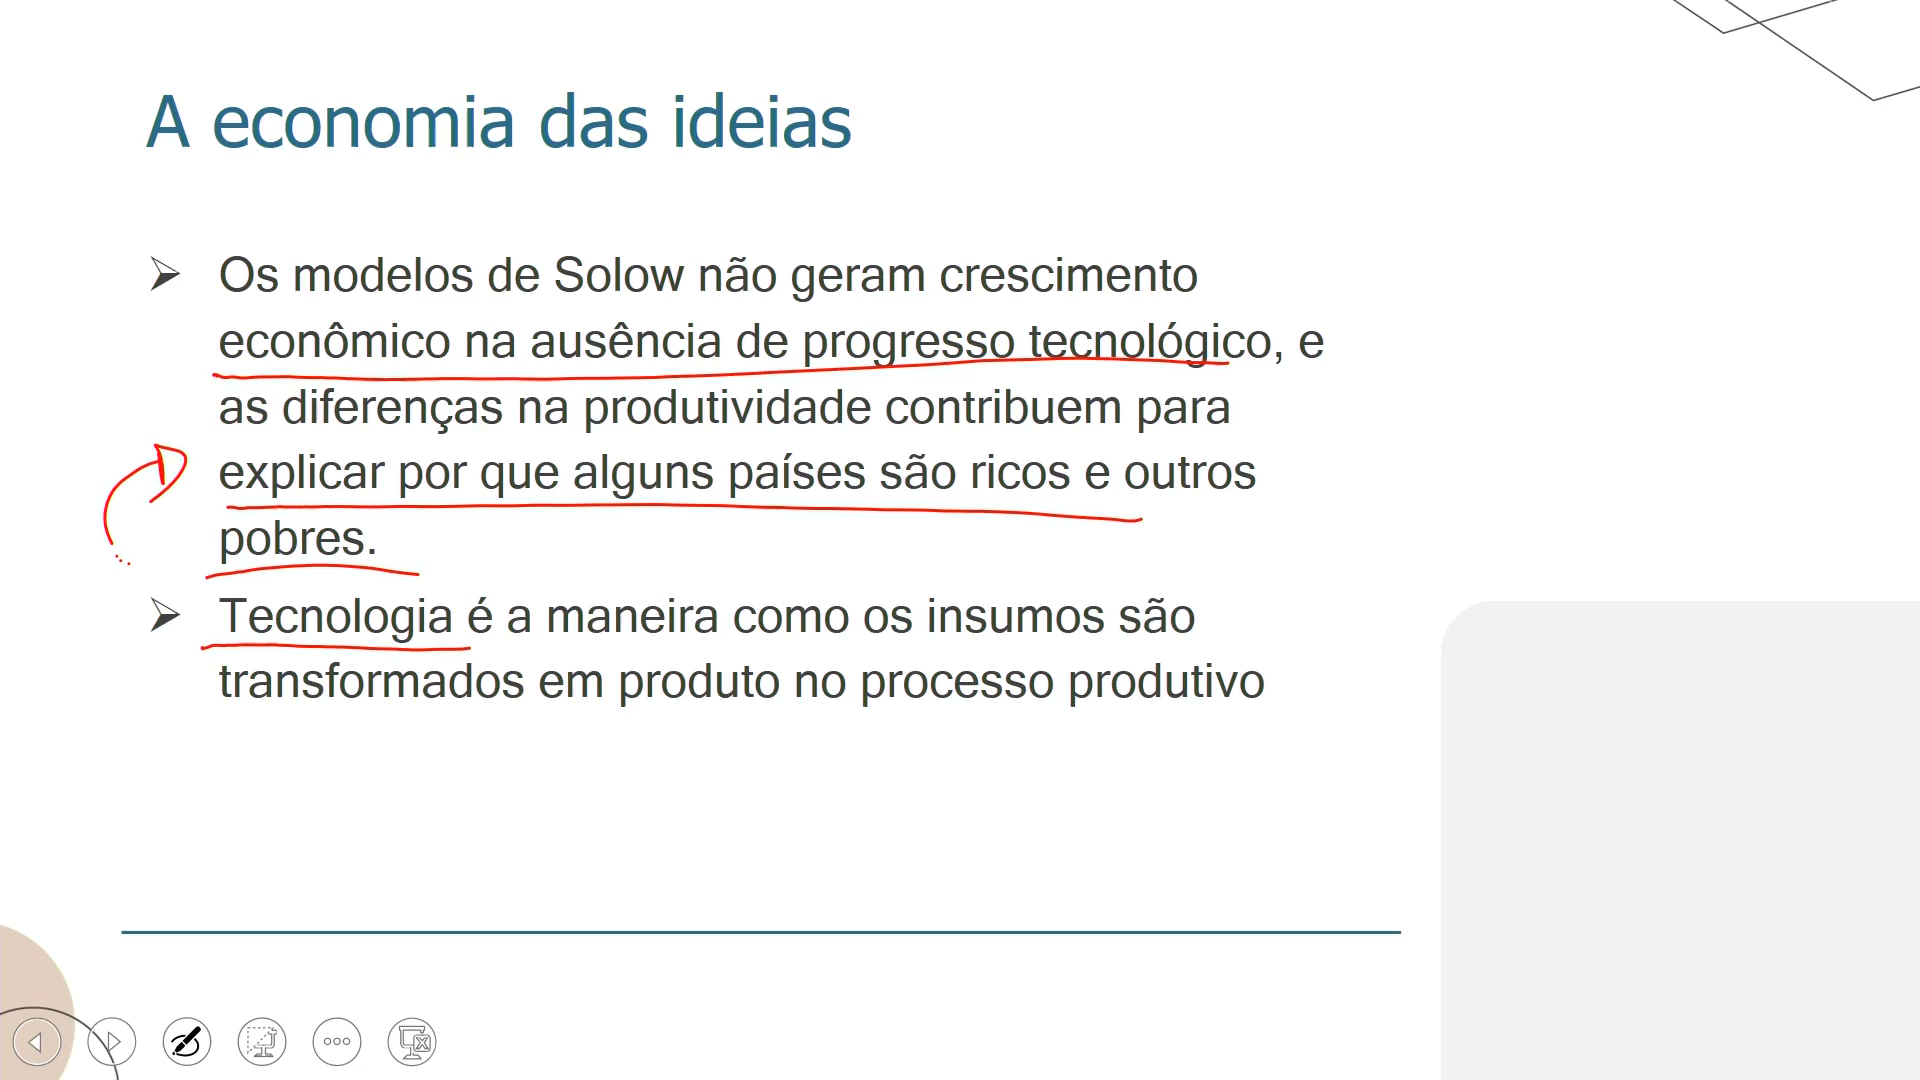 A economia das ideias
Os modelos de Solow não geram crescimento
econômico na ausência de progresso tecnológico, e
as diferenças na produtividade contribuem para
explicar por que alguns países são ricos e outros
pobres.
Tecnologia é a maneira como os insumos são
transformados em produto no processo produtivo